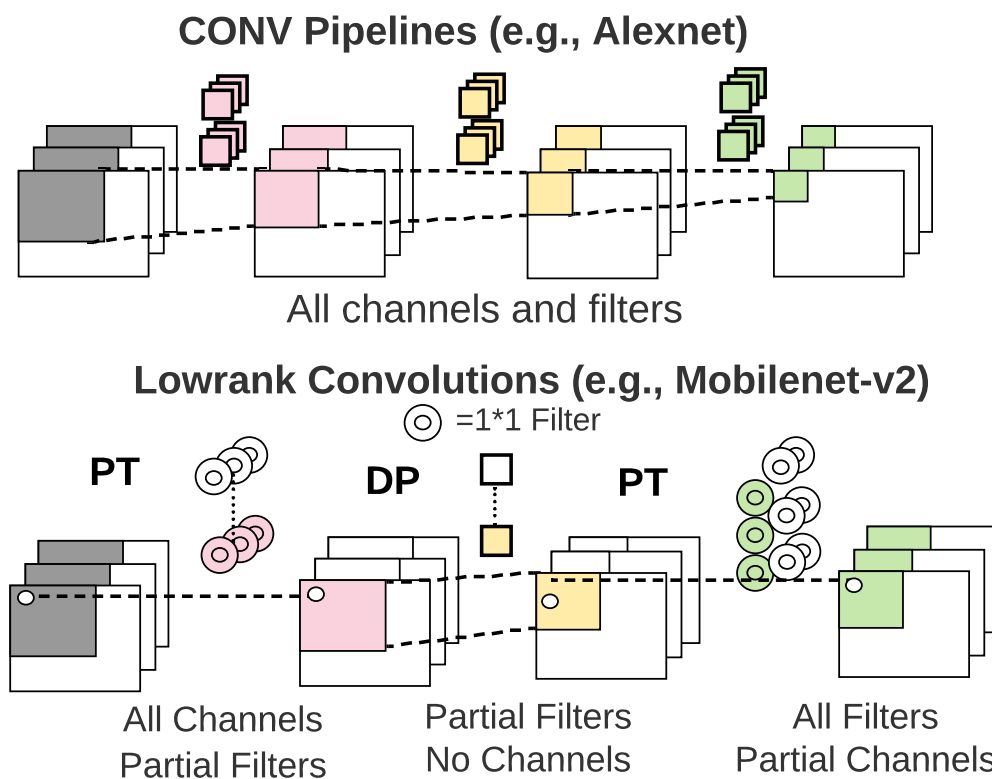 CONV Pipelines (e.g., Alexnet)
All channels and filters
Lowrank Convolutions (e.g., Mobilenet-v2)
=1*1 Filter
PT
DP
PT
All Channels
Partial Filters
Partial Filters
No Channels
All Filters
Partial Channels